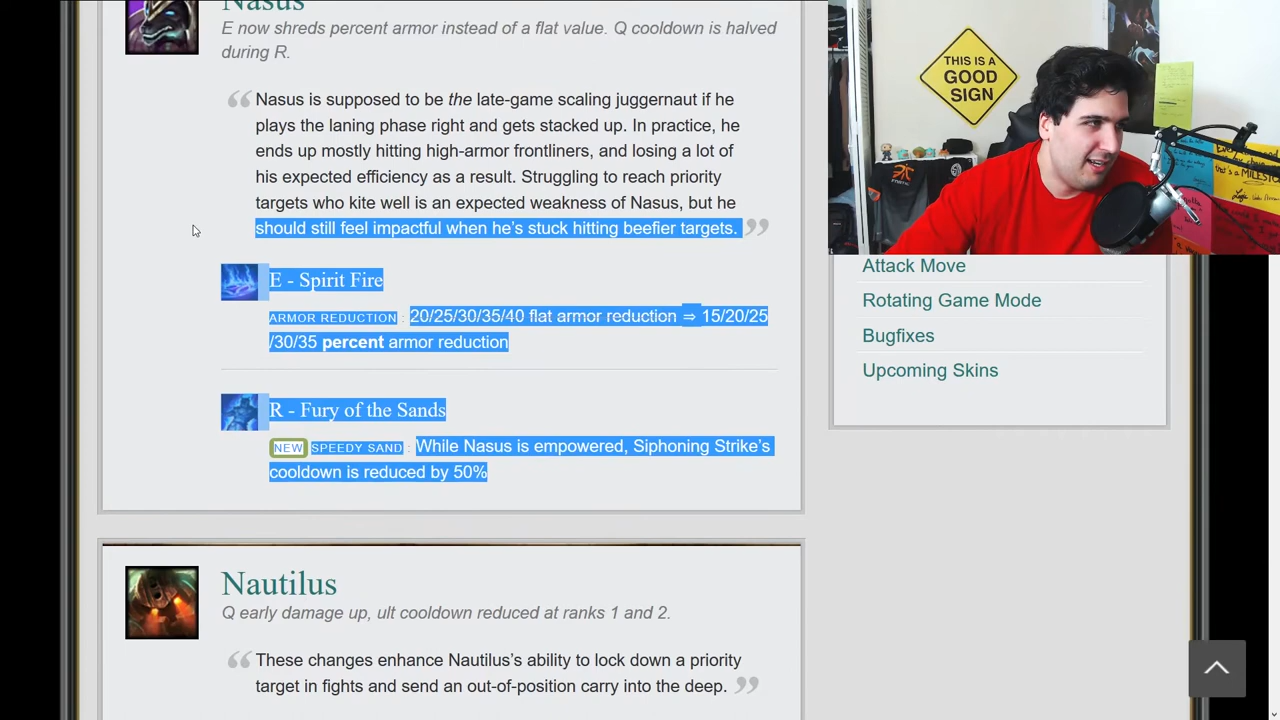 Nasus
E now shreds percent armor instead of a flat value. Q cooldown is halved
during R.
“ Nasus is supposed to be the late-game scaling juggernaut if he
plays the laning phase right and gets stacked up. In practice, he
ends up mostly hitting high-armor frontliners, and losing a lot of
his expected efficiency as a result. Struggling to reach priority
targets who kite well is an expected weakness of Nasus, but he
should still feel impactful when he’s stuck hitting beefier targets. ”
E - Spirit Fire
ARMOR REDUCTION : 20/25/30/35/40 flat armor reduction ⇒ 15/20/25
/30/35 percent armor reduction
R - Fury of the Sands
NEW SPEEDY SAND : While Nasus is empowered, Siphoning Strike’s
cooldown is reduced by 50%
Nautilus
Q early damage up, ult cooldown reduced at ranks 1 and 2.
“ These changes enhance Nautilus’s ability to lock down a priority
target in fights and send an out-of-position carry into the deep. ”
THIS IS A
GOOD
SIGN
FNATIC
that's a MILESTONE
Attack Move
Rotating Game Mode
Bugfixes
Upcoming Skins